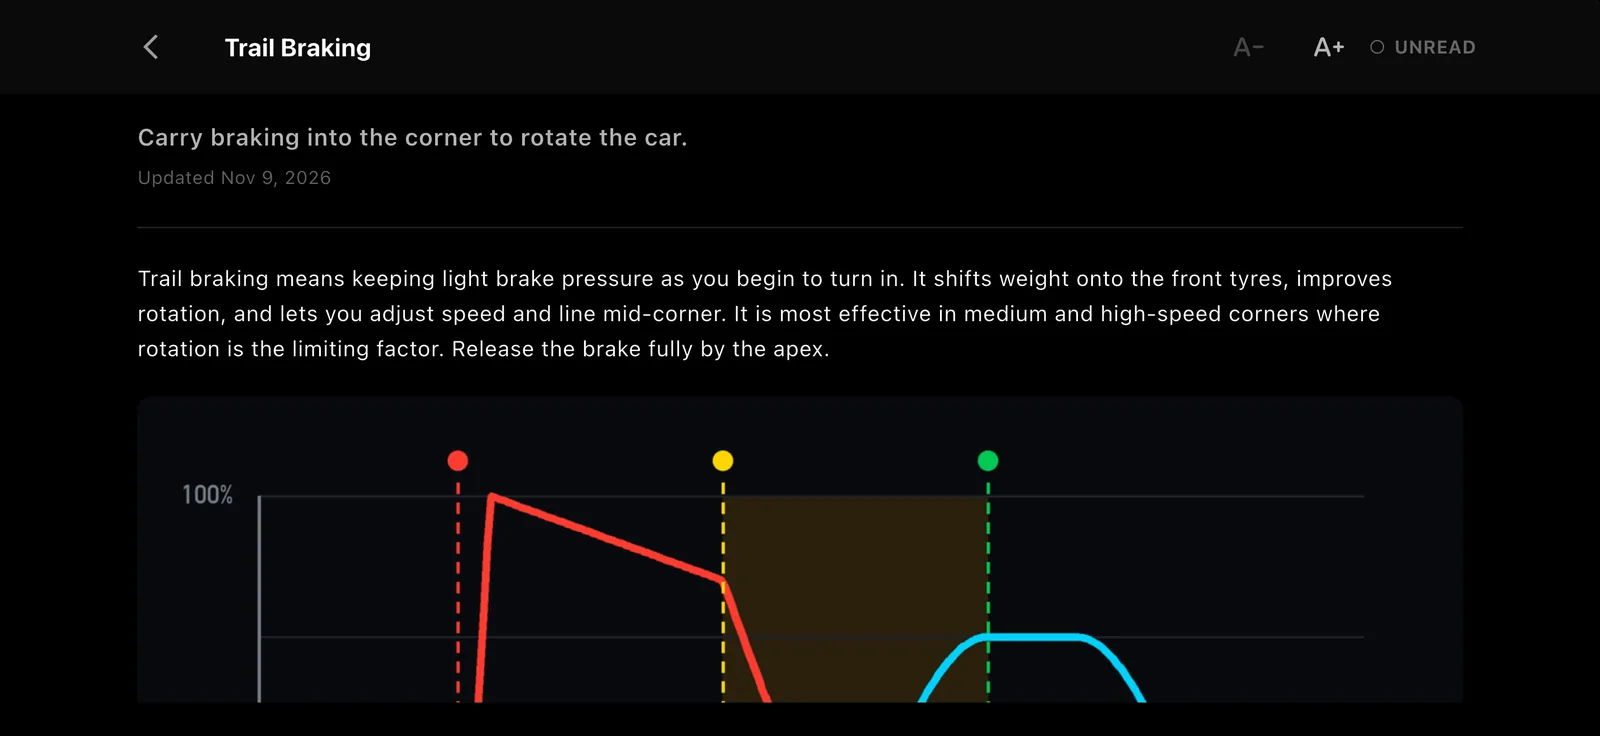 Trail Braking
A−
A+
UNREAD
Carry braking into the corner to rotate the car.
Updated Nov 9, 2026
Trail braking means keeping light brake pressure as you begin to turn in. It shifts weight onto the front tyres, improves
rotation, and lets you adjust speed and line mid-corner. It is most effective in medium and high-speed corners where
rotation is the limiting factor. Release the brake fully by the apex.
100%